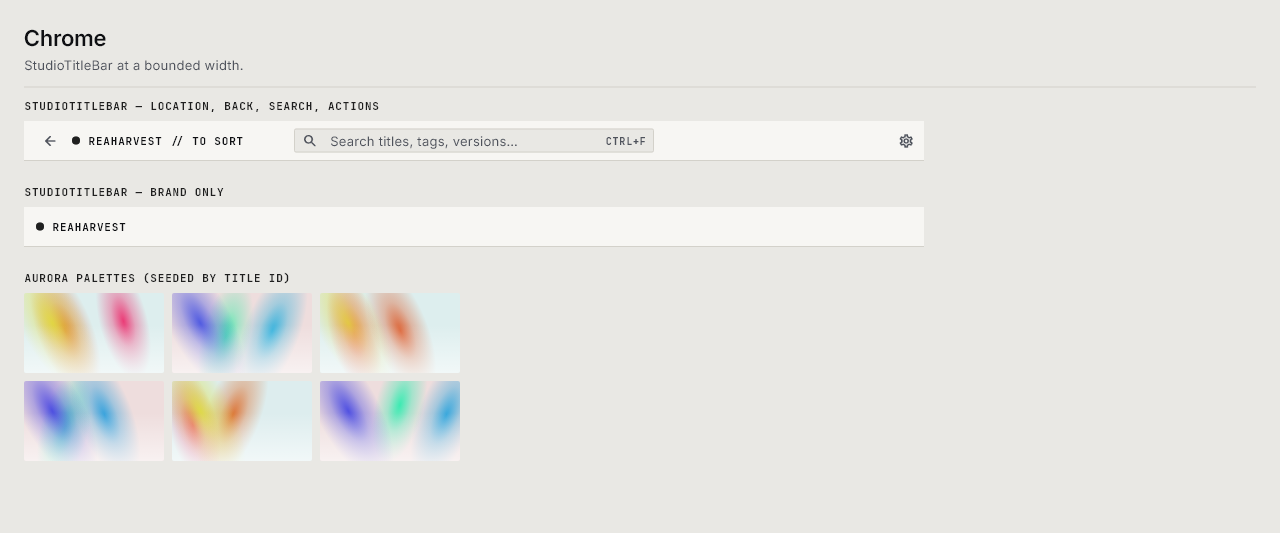 Chrome
StudioTitleBar at a bounded width.
STUDIOTITLEBAR — LOCATION, BACK, SEARCH, ACTIONS
REAHARVEST // TO SORT
Search titles, tags, versions...
CTRL+F
STUDIOTITLEBAR — BRAND ONLY
REAHARVEST
AURORA PALETTES (SEEDED BY TITLE ID)